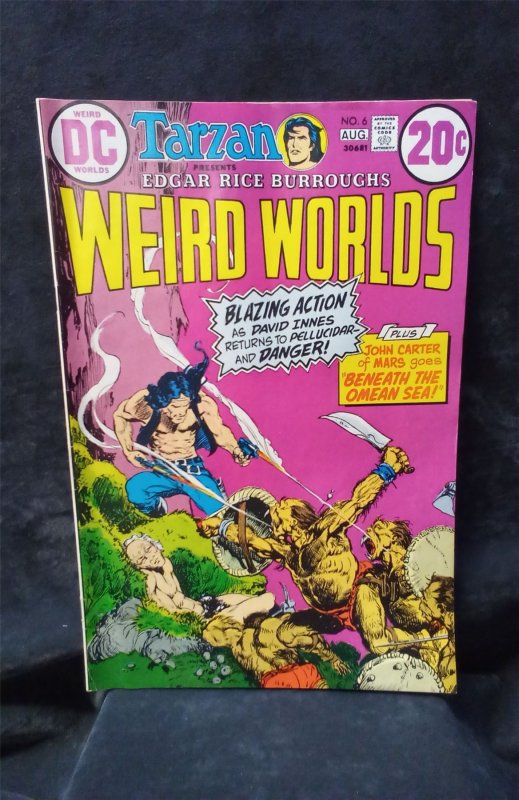 WEIRD
DC
WORLDS
Tarzan
PRESENTS
NO. 6
AUG.
30681
APPROVED
BY THE
COMICS
CODE
AUTHORITY
20¢
EDGAR RICE BURROUGHS
WEIRD WORLDS
BLAZING ACTION
AS DAVID INNES
RETURNS TO PELLUCIDAR-
AND DANGER!
PLUS
JOHN CARTER
of MARS goes
"BENEATH THE
OMEAN SEA!"